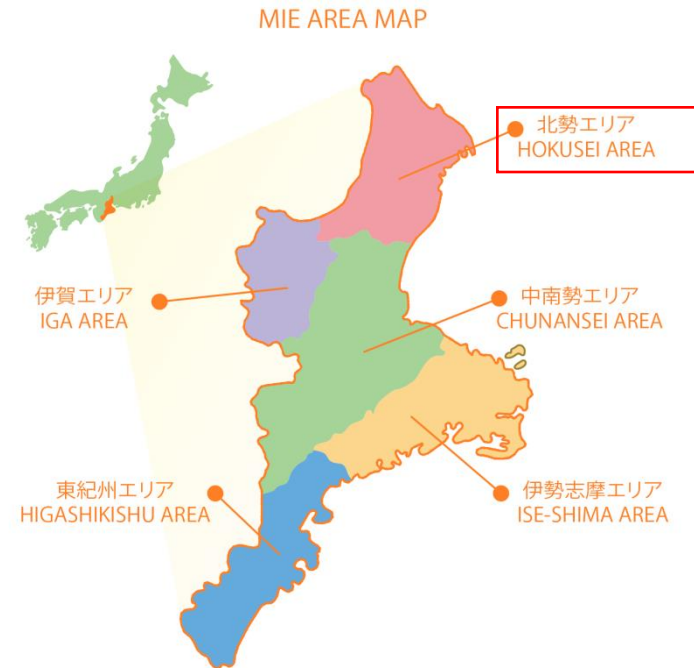 MIE AREA MAP
北勢エリア
HOKUSEI AREA
伊賀エリア
IGA AREA
中南勢エリア
CHUNANSEI AREA
東紀州エリア
HIGASHIKISHU AREA
伊勢志摩エリア
ISE-SHIMA AREA